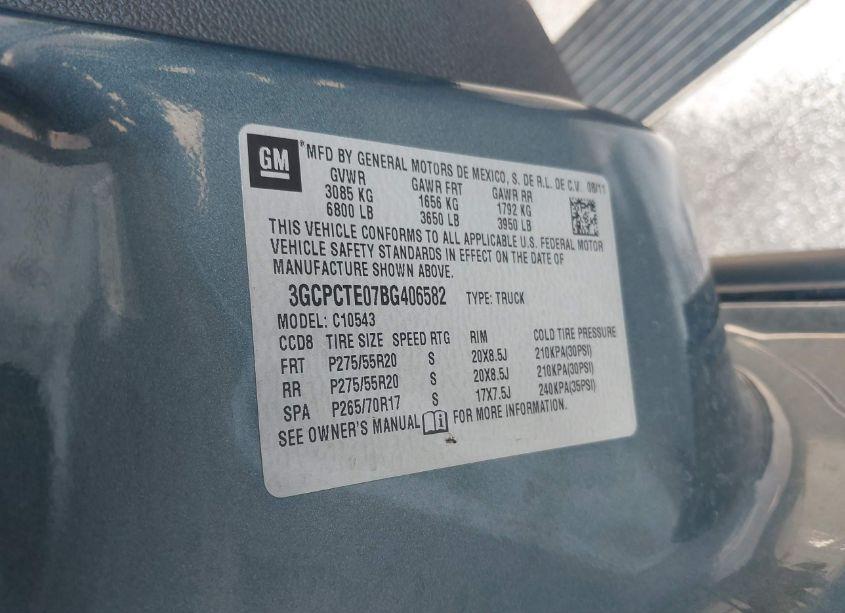 GM
®MFD BY GENERAL MOTORS DE MEXICO, S. DE R.L. DE C.V. 08/11
GVWR GAWR FRT GAWR RR
3085 KG 1656 KG 1792 KG
6800 LB 3650 LB 3950 LB
THIS VEHICLE CONFORMS TO ALL APPLICABLE U.S. FEDERAL MOTOR
VEHICLE SAFETY STANDARDS IN EFFECT ON THE DATE OF
MANUFACTURE SHOWN ABOVE.
3GCPCTE07BG406582 TYPE: TRUCK
MODEL: C10543
CCD8 TIRE SIZE SPEED RTG RIM COLD TIRE PRESSURE
FRT P275/55R20 S 20X8.5J 210KPA(30PSI)
RR P275/55R20 S 20X8.5J 210KPA(30PSI)
SPA P265/70R17 S 17X7.5J 240KPA(35PSI)
SEE OWNER'S MANUAL FOR MORE INFORMATION.